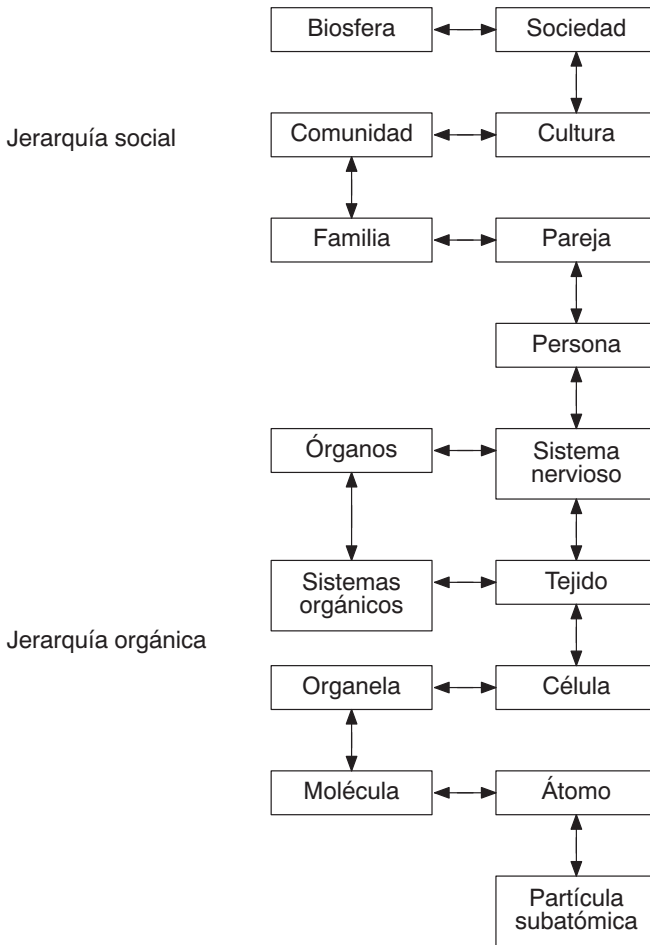 Biosfera
Sociedad
Jerarquía social
Comunidad
Cultura
Familia
Pareja
Persona
Órganos
Sistema
nervioso
Sistemas
orgánicos
Tejido
Jerarquía orgánica
Organela
Célula
Molécula
Átomo
Partícula
subatómica